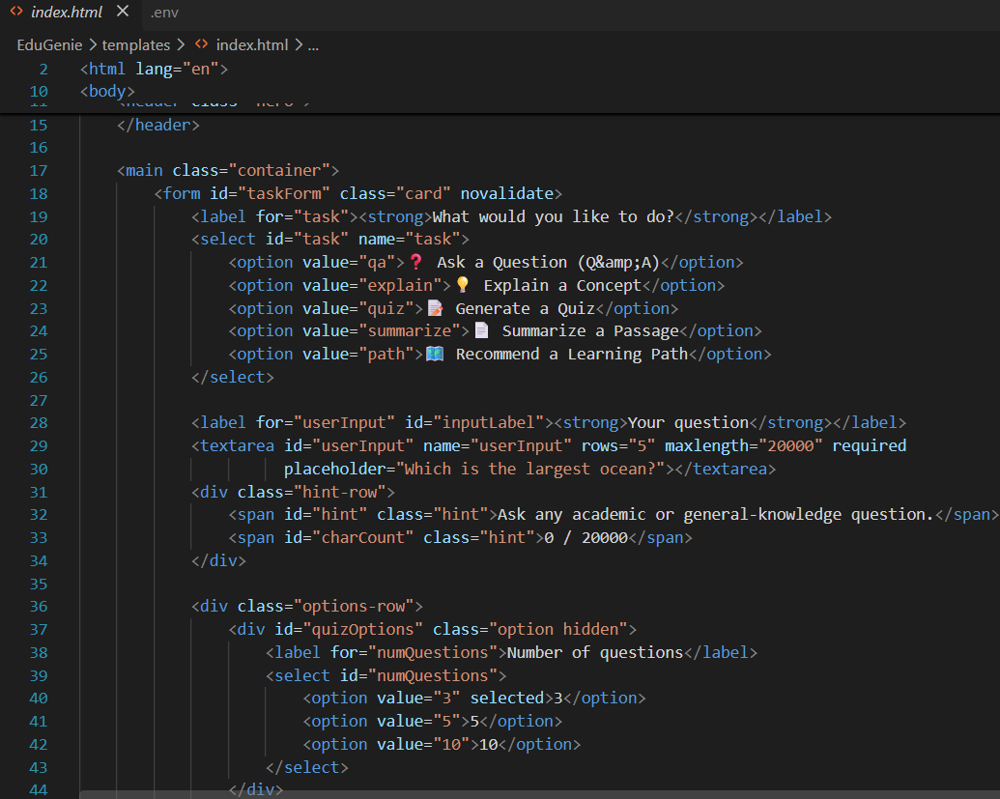 index.html × .env
EduGenie > templates > index.html > ...
2 <html lang="en">
10 <body>
11 <header class="hero">
15 </header>
16
17 <main class="container">
18 <form id="taskForm" class="card" novalidate>
19 <label for="task"><strong>What would you like to do?</strong></label>
20 <select id="task" name="task">
21 <option value="qa">❓ Ask a Question (Q&amp;A)</option>
22 <option value="explain">💡 Explain a Concept</option>
23 <option value="quiz">📝 Generate a Quiz</option>
24 <option value="summarize">📄 Summarize a Passage</option>
25 <option value="path">🗺️ Recommend a Learning Path</option>
26 </select>
27
28 <label for="userInput" id="inputLabel"><strong>Your question</strong></label>
29 <textarea id="userInput" name="userInput" rows="5" maxlength="20000" required
30 placeholder="Which is the largest ocean?"></textarea>
31 <div class="hint-row">
32 <span id="hint" class="hint">Ask any academic or general-knowledge question.</span>
33 <span id="charCount" class="hint">0 / 20000</span>
34 </div>
35
36 <div class="options-row">
37 <div id="quizOptions" class="option hidden">
38 <label for="numQuestions">Number of questions</label>
39 <select id="numQuestions">
40 <option value="3" selected>3</option>
41 <option value="5">5</option>
42 <option value="10">10</option>
43 </select>
44 </div>